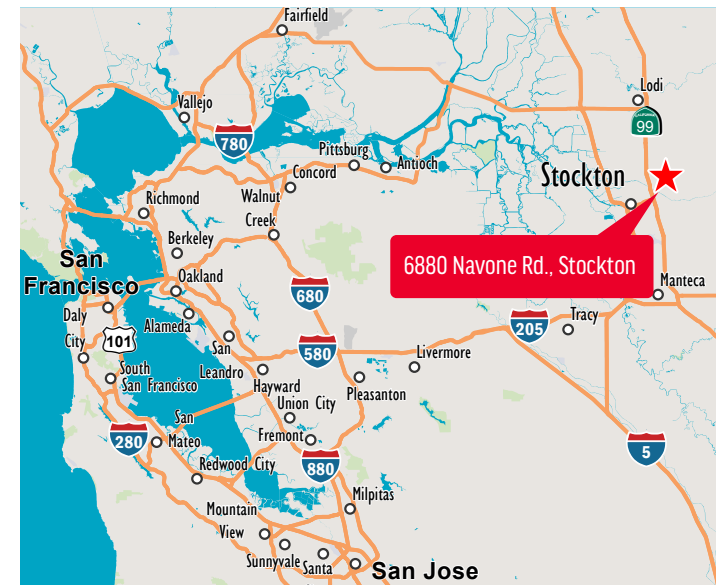 Fairfield
Vallejo
780
Lodi
CALIFORNIA
99
Pittsburg
Antioch
Concord
Stockton
Richmond
Walnut
Creek
Berkeley
6880 Navone Rd., Stockton
San
Francisco
Oakland
680
Manteca
Daly
City
Alameda
101
San
Leandro
580
205
Tracy
Livermore
South
San Francisco
Hayward
Pleasanton
Union City
San
Mateo
280
Fremont
880
5
Redwood City
Mountain
View
Milpitas
Sunnyvale
Santa
San Jose